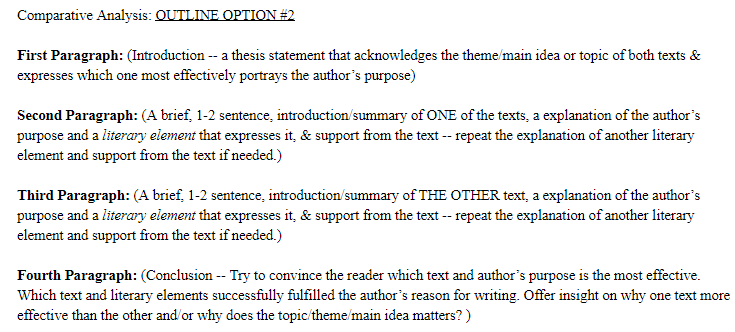 Comparative Analysis: OUTLINE OPTION #2
First Paragraph: (Introduction -- a thesis statement that acknowledges the theme/main idea or topic of both texts &
expresses which one most effectively portrays the author’s purpose)
Second Paragraph: (A brief, 1-2 sentence, introduction/summary of ONE of the texts, a explanation of the author’s
purpose and a literary element that expresses it, & support from the text -- repeat the explanation of another literary
element and support from the text if needed.)
Third Paragraph: (A brief, 1-2 sentence, introduction/summary of THE OTHER text, a explanation of the author’s
purpose and a literary element that expresses it, & support from the text -- repeat the explanation of another literary
element and support from the text if needed.)
Fourth Paragraph: (Conclusion -- Try to convince the reader which text and author’s purpose is the most effective.
Which text and literary elements successfully fulfilled the author’s reason for writing. Offer insight on why one text more
effective than the other and/or why does the topic/theme/main idea matters? )